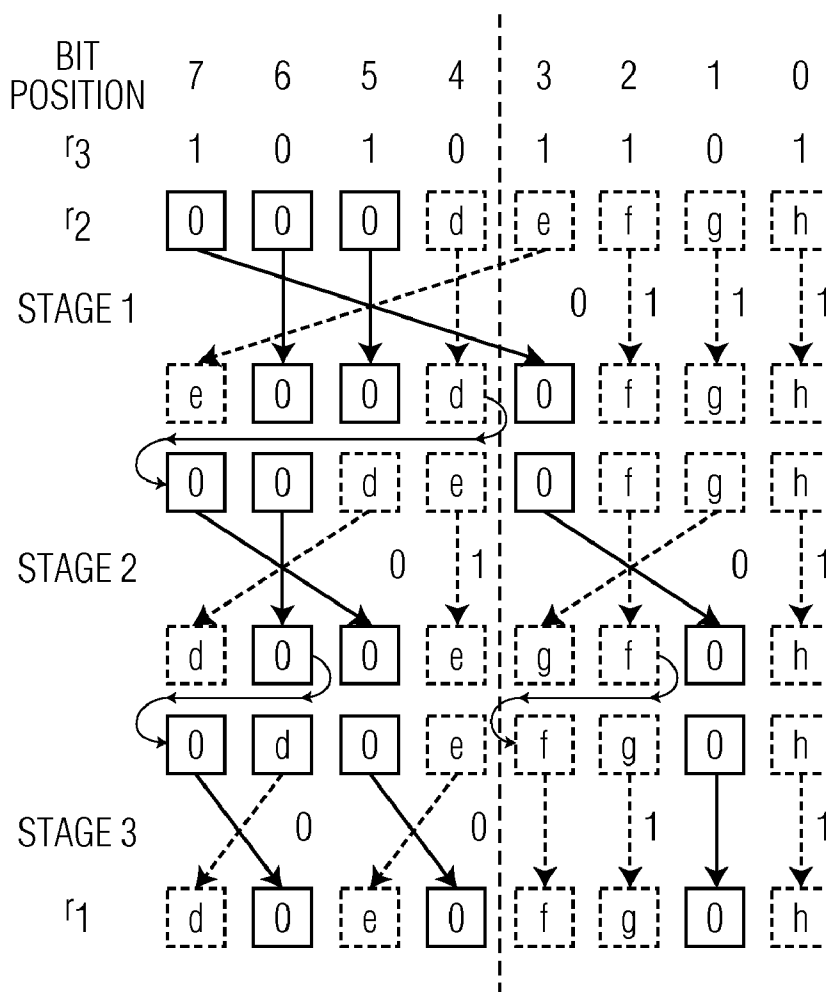 BIT
POSITION 7 6 5 4 3 2 1 0
r3 1 0 1 0 1 1 0 1
r2 0 0 0 d e f g h
STAGE 1 0 1 1 1
e 0 0 d 0 f g h
0 0 d e 0 f g h
STAGE 2 0 1 0 1
d 0 0 e g f 0 h
0 d 0 e f g 0 h
STAGE 3 0 0 1 1
r1 d 0 e 0 f g 0 h